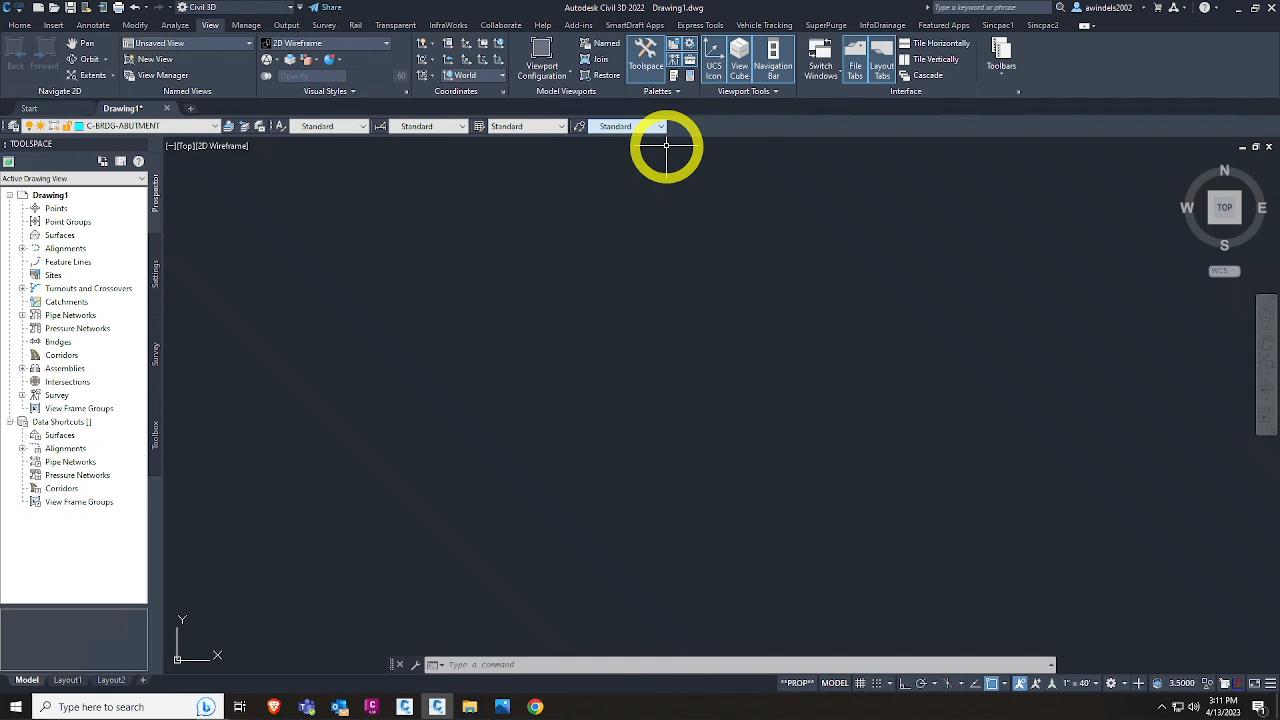 Civil 3D
Share
Autodesk Civil 3D 2022 Drawing1.dwg
Type a keyword or phrase
awindels2002
Home Insert Annotate Modify Analyze View Manage Output Collaborate InfraWorks Help Add-ins SmartDraft Apps Express Tools Vehicle Tracking SuperPurge InfoDrainage Featured Apps Sincpac1 Sincpac2
Pan Unsaved View 2D Wireframe Named Tile Horizontally
Back Forward Orbit New View Join Toolspace UCS Icon View Cube Navigation Bar Switch Windows File Tabs Layout Tabs Tile Vertically Toolbars
Extents View Manager Opacity 60 World Viewport Configuration Restore Cascade
Navigate 2D Named Views Visual Styles Coordinates Model Viewports Palettes Viewport Tools Interface
Start Drawing1*
C-BRDG-ABUTMENT Standard Standard Standard Standard
TOOLSPACE
[−][Top][2D Wireframe]
Active Drawing View
Drawing1
Points
Point Groups
Surfaces
Alignments
Feature Lines
Sites
Turnouts and Crossovers
Catchments
Pipe Networks
Pressure Networks
Bridges
Corridors
Assemblies
Intersections
Survey
View Frame Groups
Data Shortcuts []
Surfaces
Alignments
Pipe Networks
Pressure Networks
Corridors
View Frame Groups
Prospector
Settings
Survey
Toolbox
N
W TOP E
S
WCS
Y
X
Type a command
Model Layout1 Layout2
*PROP* MODEL 1" = 40' 3.5000
Type here to search
3:11 PM
4/13/2023